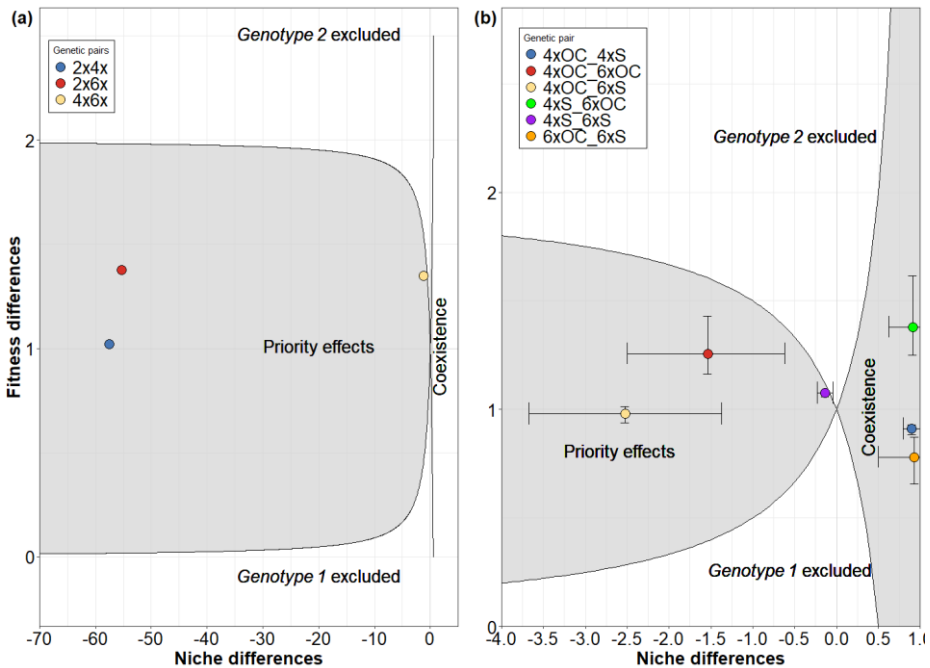 (a)
Genotype 2 excluded
Genetic pairs
2x4x
2x6x
4x6x
Fitness differences
2
1
0
Priority effects
Coexistence
Genotype 1 excluded
-70 -60 -50 -40 -30 -20 -10 0
Niche differences
(b)
Genetic pair
4xOC_4xS
4xOC_6xOC
4xOC_6xS
4xS_6xOC
4xS_6xS
6xOC_6xS
Genotype 2 excluded
2
1
0
Priority effects
Coexistence
Genotype 1 excluded
-4.0 -3.5 -3.0 -2.5 -2.0 -1.5 -1.0 -0.5 0.0 0.5 1.0
Niche differences